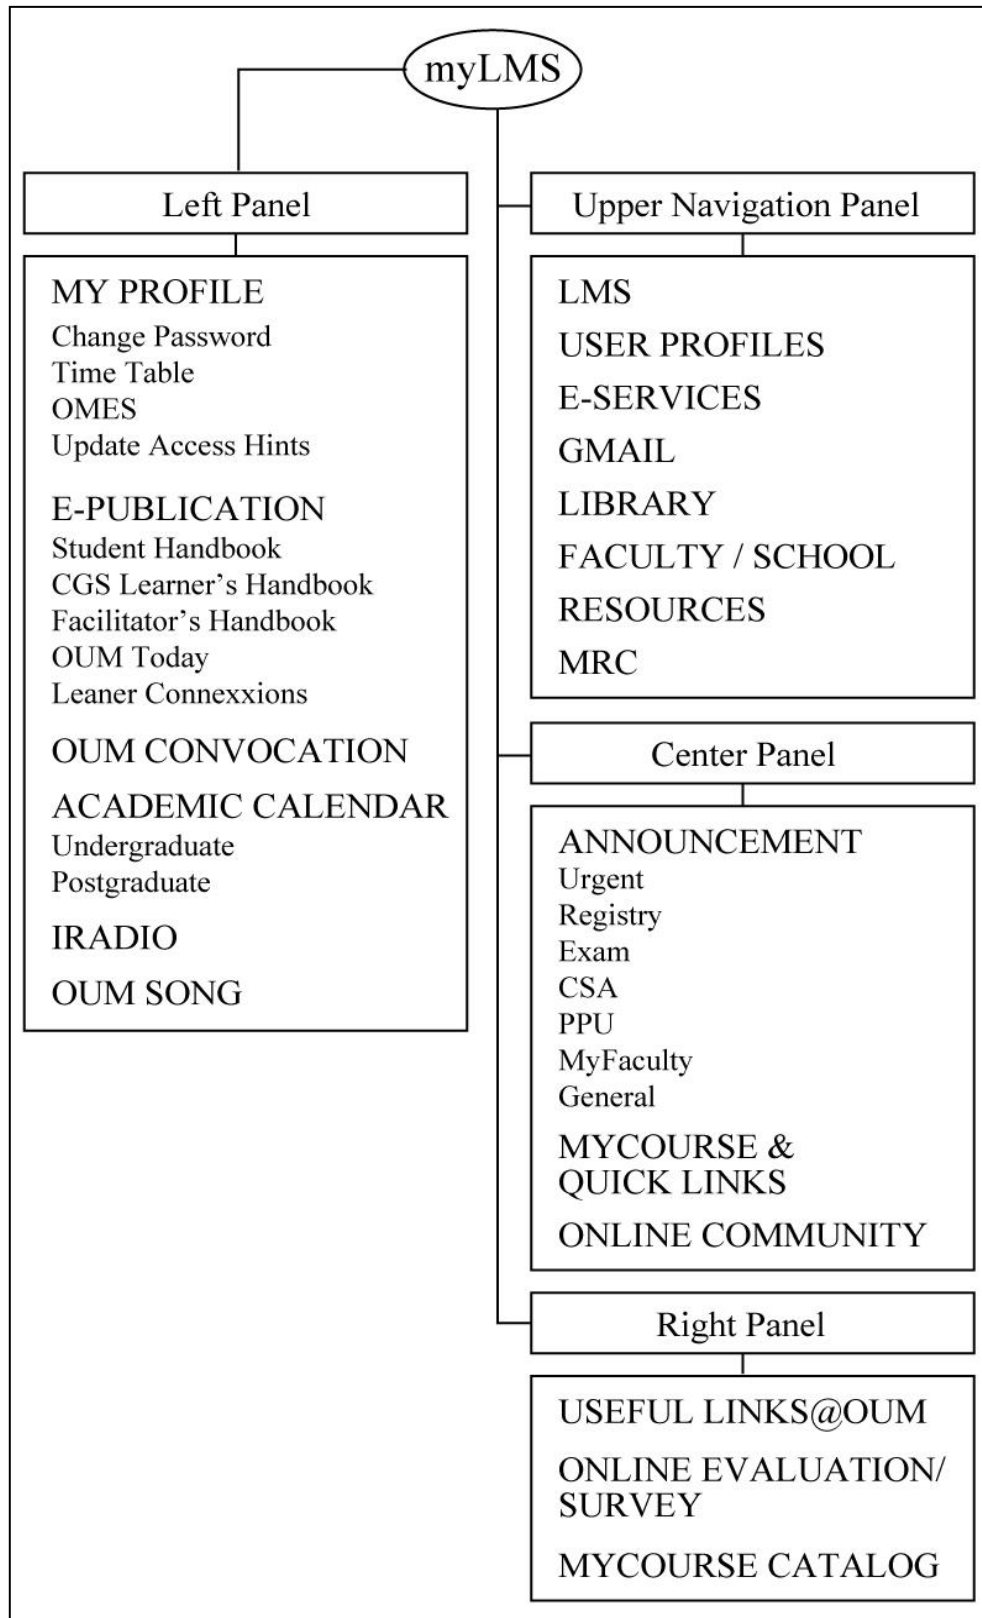 myLMS
Left Panel
MY PROFILE
Change Password
Time Table
OMES
Update Access Hints
E-PUBLICATION
Student Handbook
CGS Learner’s Handbook
Facilitator’s Handbook
OUM Today
Leaner Connexxions
OUM CONVOCATION
ACADEMIC CALENDAR
Undergraduate
Postgraduate
IRADIO
OUM SONG
Upper Navigation Panel
LMS
USER PROFILES
E-SERVICES
GMAIL
LIBRARY
FACULTY / SCHOOL
RESOURCES
MRC
Center Panel
ANNOUNCEMENT
Urgent
Registry
Exam
CSA
PPU
MyFaculty
General
MYCOURSE &
QUICK LINKS
ONLINE COMMUNITY
Right Panel
USEFUL LINKS@OUM
ONLINE EVALUATION/
SURVEY
MYCOURSE CATALOG